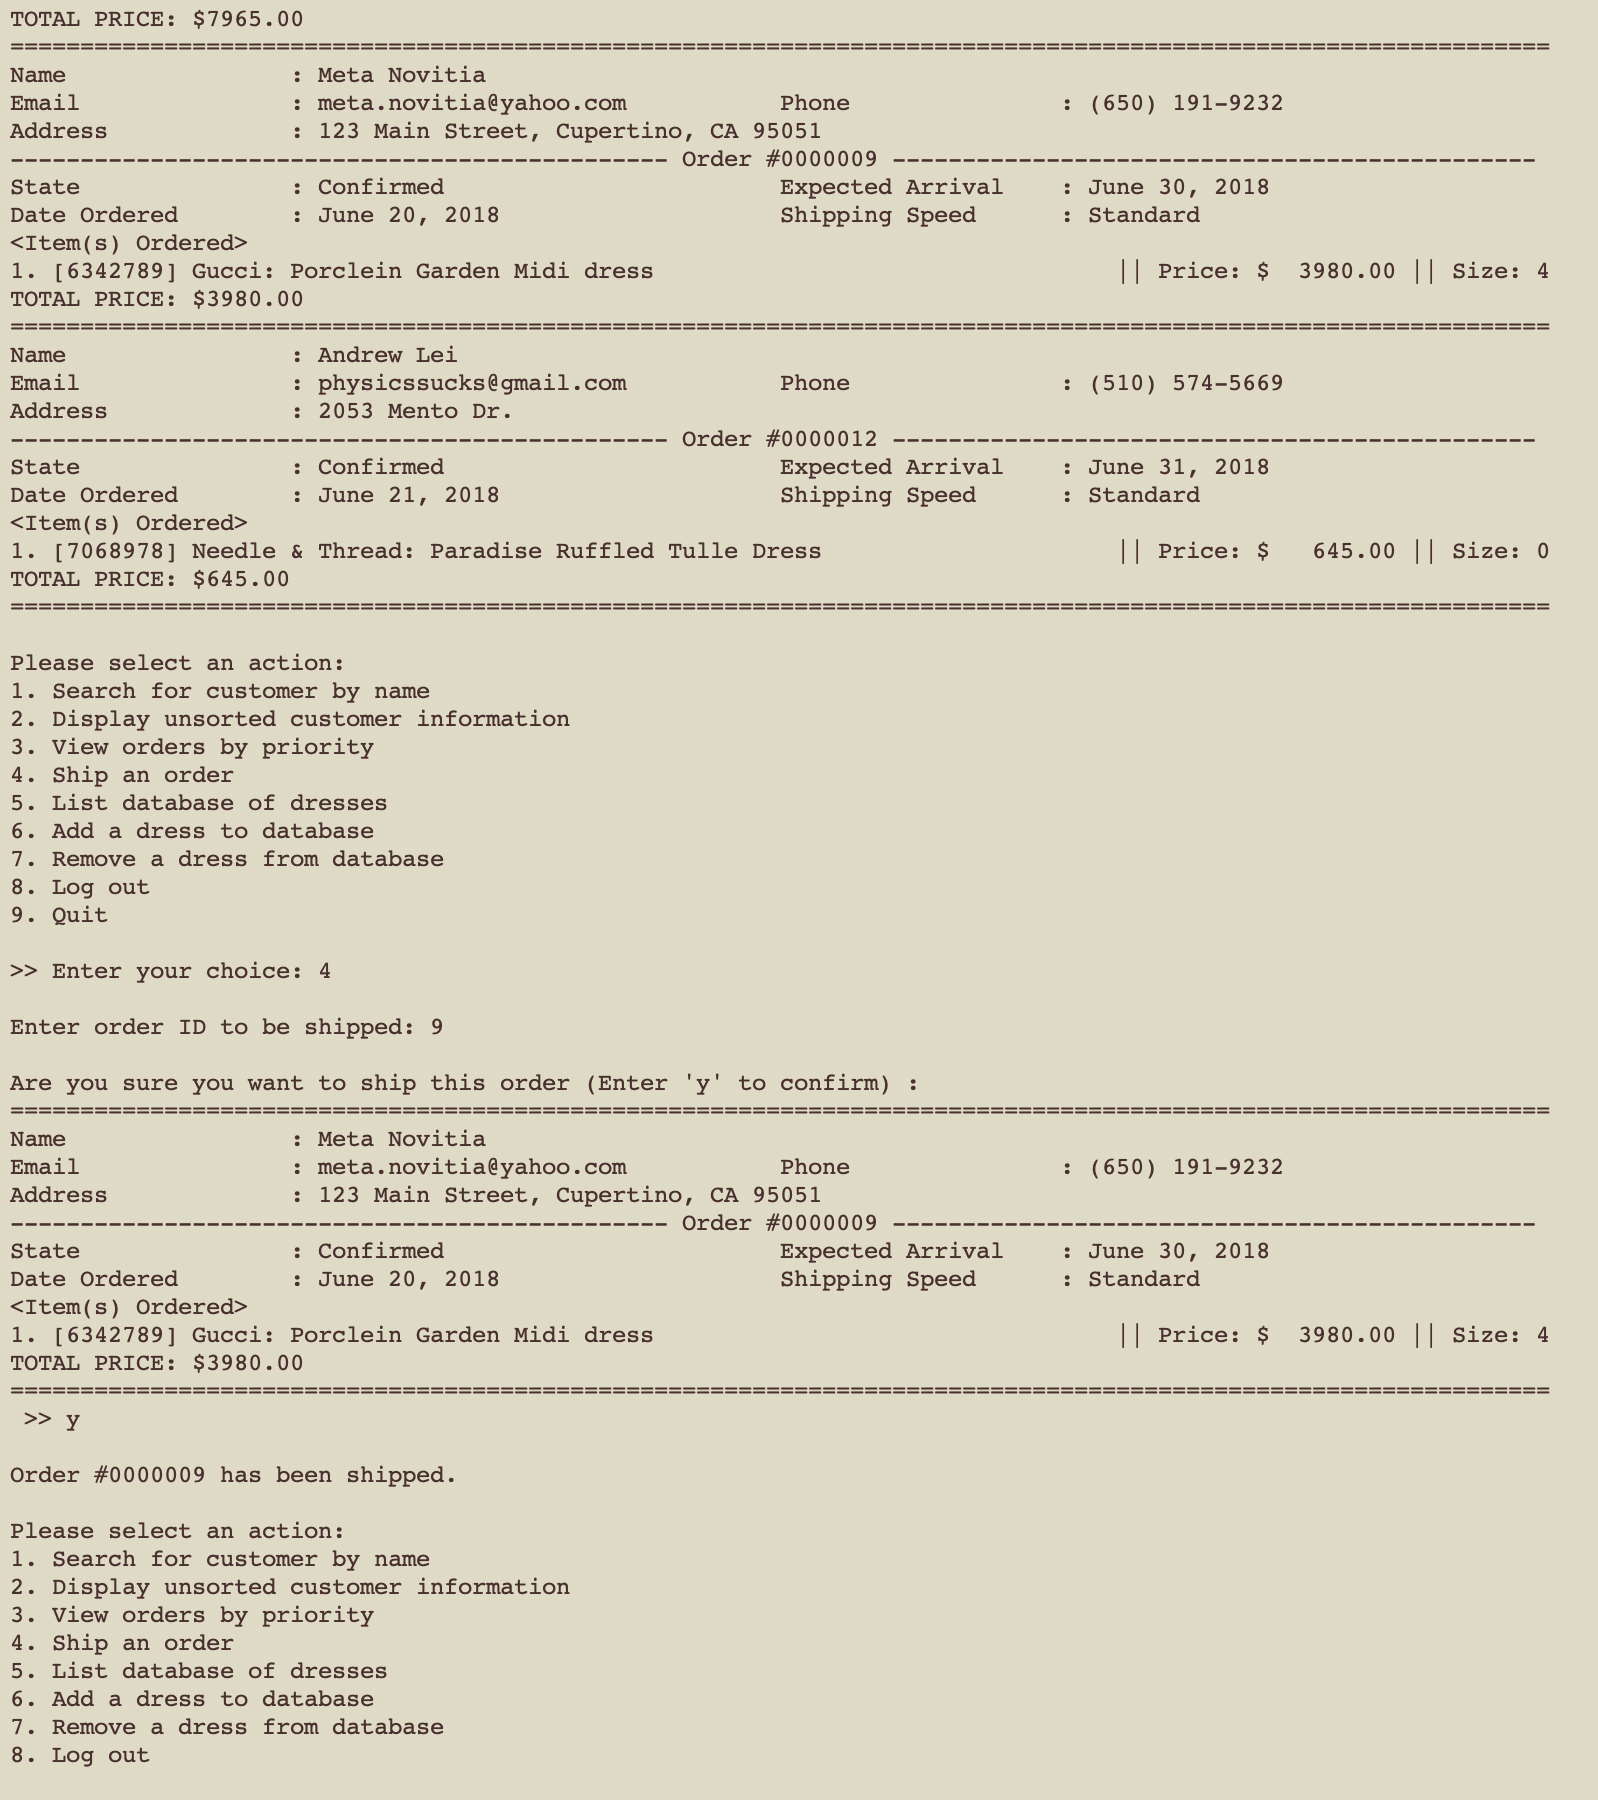 TOTAL PRICE: $7965.00
==============================================================================================================
Name                : Meta Novitia
Email               : meta.novitia@yahoo.com           Phone               : (650) 191-9232
Address             : 123 Main Street, Cupertino, CA 95051
----------------------------------------------- Order #0000009 ----------------------------------------------
State               : Confirmed                        Expected Arrival    : June 30, 2018
Date Ordered        : June 20, 2018                    Shipping Speed      : Standard
<Item(s) Ordered>
1. [6342789] Gucci: Porclein Garden Midi dress                                 || Price: $  3980.00 || Size: 4
TOTAL PRICE: $3980.00
==============================================================================================================
Name                : Andrew Lei
Email               : physicssucks@gmail.com           Phone               : (510) 574-5669
Address             : 2053 Mento Dr.
----------------------------------------------- Order #0000012 ----------------------------------------------
State               : Confirmed                        Expected Arrival    : June 31, 2018
Date Ordered        : June 21, 2018                    Shipping Speed      : Standard
<Item(s) Ordered>
1. [7068978] Needle & Thread: Paradise Ruffled Tulle Dress                     || Price: $   645.00 || Size: 0
TOTAL PRICE: $645.00
==============================================================================================================
Please select an action:
1. Search for customer by name
2. Display unsorted customer information
3. View orders by priority
4. Ship an order
5. List database of dresses
6. Add a dress to database
7. Remove a dress from database
8. Log out
9. Quit
>> Enter your choice: 4
Enter order ID to be shipped: 9
Are you sure you want to ship this order (Enter 'y' to confirm) :
==============================================================================================================
Name                : Meta Novitia
Email               : meta.novitia@yahoo.com           Phone               : (650) 191-9232
Address             : 123 Main Street, Cupertino, CA 95051
----------------------------------------------- Order #0000009 ----------------------------------------------
State               : Confirmed                        Expected Arrival    : June 30, 2018
Date Ordered        : June 20, 2018                    Shipping Speed      : Standard
<Item(s) Ordered>
1. [6342789] Gucci: Porclein Garden Midi dress                                 || Price: $  3980.00 || Size: 4
TOTAL PRICE: $3980.00
==============================================================================================================
 >> y
Order #0000009 has been shipped.
Please select an action:
1. Search for customer by name
2. Display unsorted customer information
3. View orders by priority
4. Ship an order
5. List database of dresses
6. Add a dress to database
7. Remove a dress from database
8. Log out